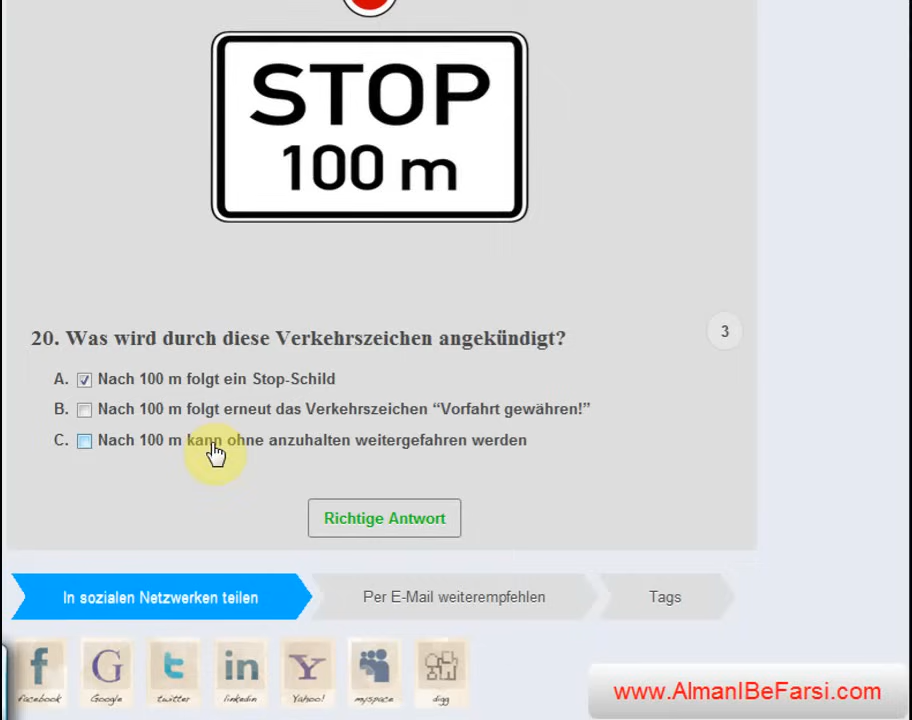 STOP
100 m
20. Was wird durch diese Verkehrszeichen angekündigt?
3
A. Nach 100 m folgt ein Stop-Schild
B. Nach 100 m folgt erneut das Verkehrszeichen “Vorfahrt gewähren!”
C. Nach 100 m kann ohne anzuhalten weitergefahren werden
Richtige Antwort
In sozialen Netzwerken teilen Per E-Mail weiterempfehlen Tags
f G t in Y
facebook Google twitter linkedin Yahoo! myspace digg
www.AlmanIBeFarsi.com